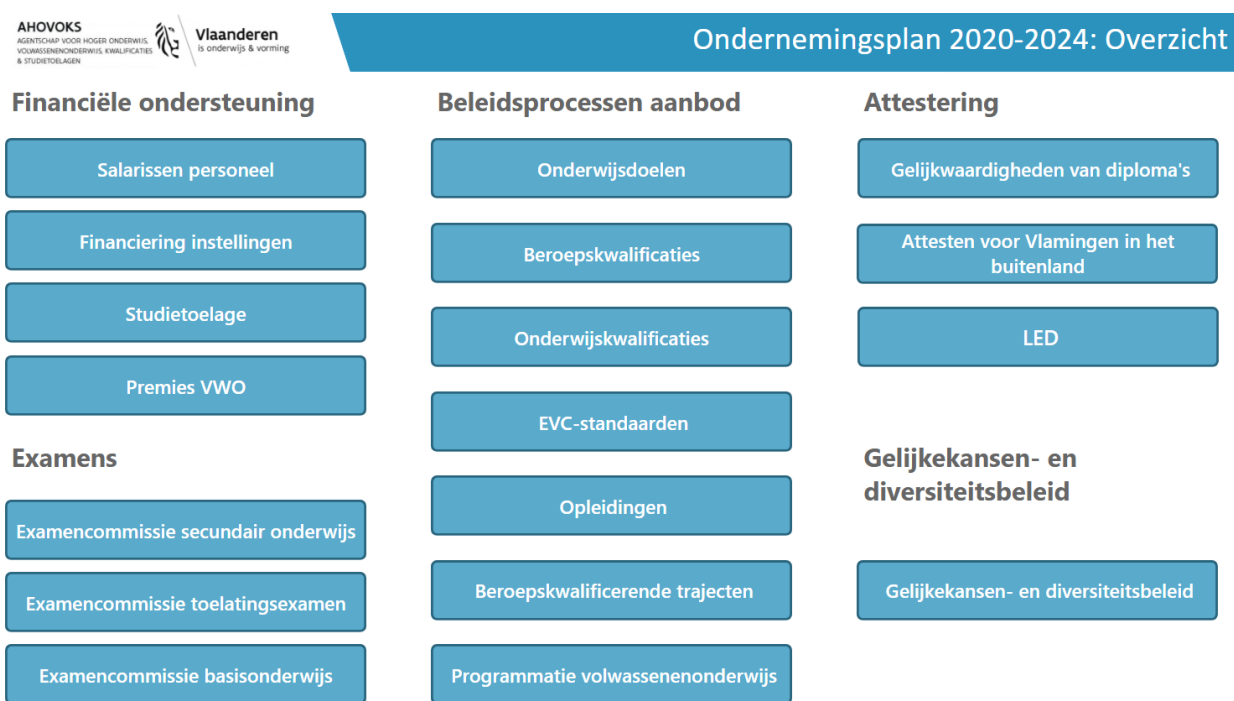 AHOVOKS
AGENTSCHAP VOOR HOGER ONDERWIJS,
VOLWASSENENONDERWIJS, KWALIFICATIES
& STUDIETOELAGEN
Vlaanderen
is onderwijs & vorming
Ondernemingsplan 2020-2024: Overzicht
Financiële ondersteuning
Salarissen personeel
Financiering instellingen
Studietoelage
Premies VWO
Examens
Examencommissie secundair onderwijs
Examencommissie toelatingsexamen
Examencommissie basisonderwijs
Beleidsprocessen aanbod
Onderwijsdoelen
Beroepskwalificaties
Onderwijskwalificaties
EVC-standaarden
Opleidingen
Beroepskwalificerende trajecten
Programmatie volwassenenonderwijs
Attestering
Gelijkwaardigheden van diploma's
Attesten voor Vlamingen in het
buitenland
LED
Gelijkekansen- en
diversiteitsbeleid
Gelijkekansen- en diversiteitsbeleid